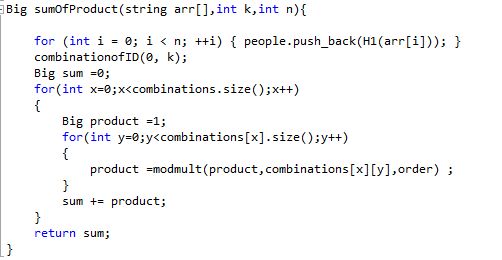 Big sumOfProduct(string arr[],int k,int n){
for (int i = 0; i < n; ++i) { people.push_back(H1(arr[i])); }
combinationofID(0, k);
Big sum =0;
for(int x=0;x<combinations.size();x++)
{
Big product =1;
for(int y=0;y<combinations[x].size();y++)
{
product =modmult(product,combinations[x][y],order) ;
}
sum += product;
}
return sum;
}